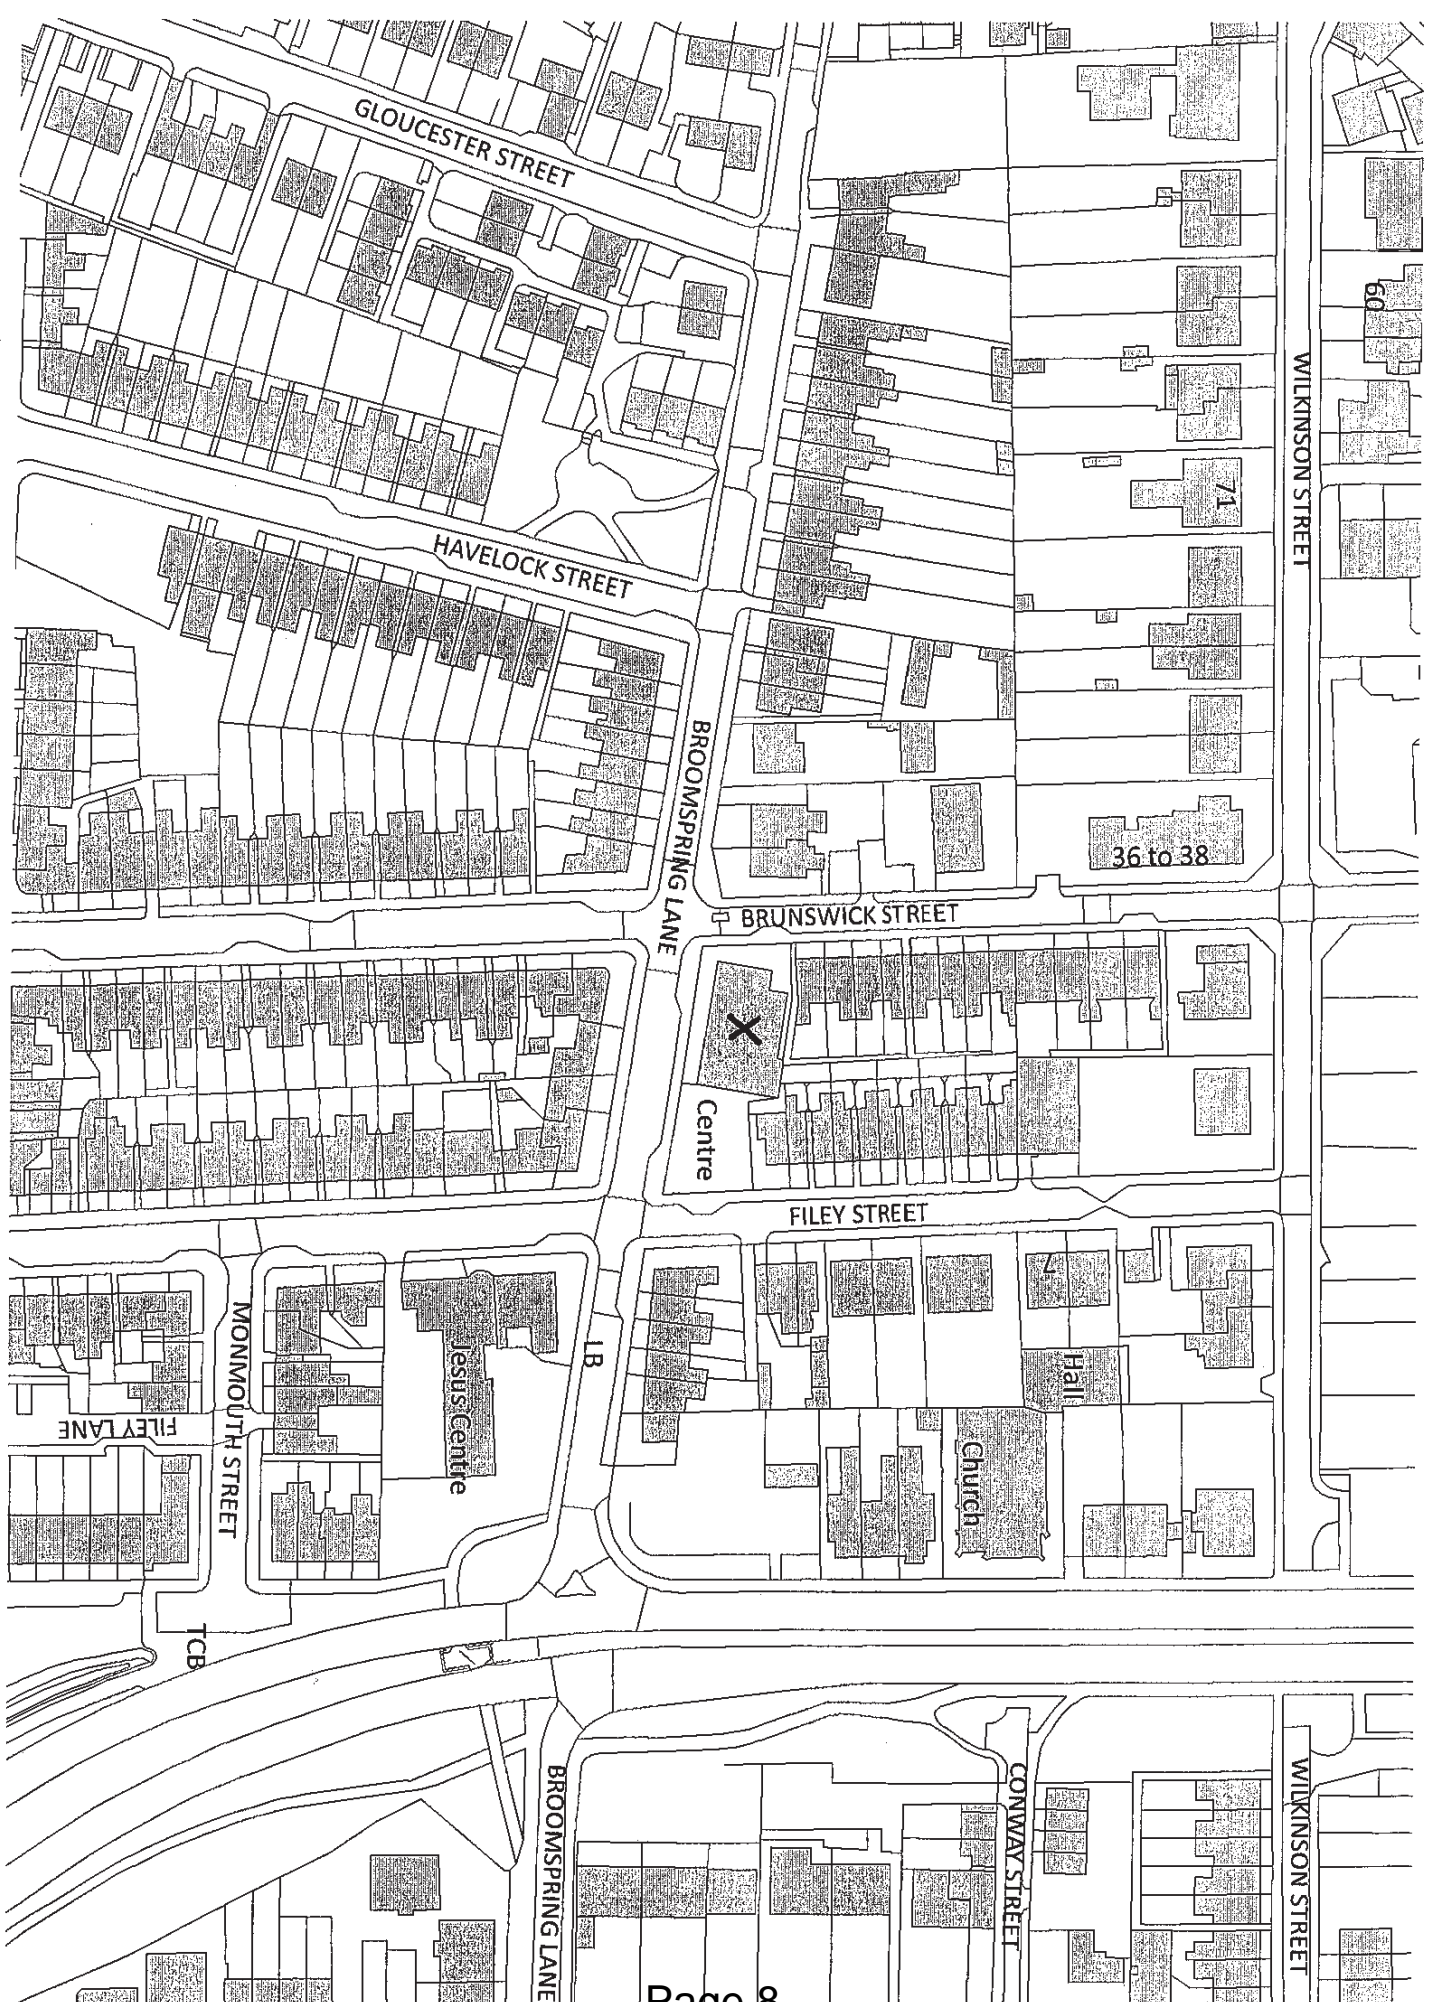 GLOUCESTER STREET
60
WILKINSON STREET
71
HAVELOCK STREET
BROOMSPRING LANE
36 to 38
BRUNSWICK STREET
X
Centre
FILEY STREET
7
MONMOUTH STREET
LB
Jesus Centre
Hall
FILEY LANE
Church
TCB
BROOMSPRING LANE
CONWAY STREET
WILKINSON STREET
Page 8